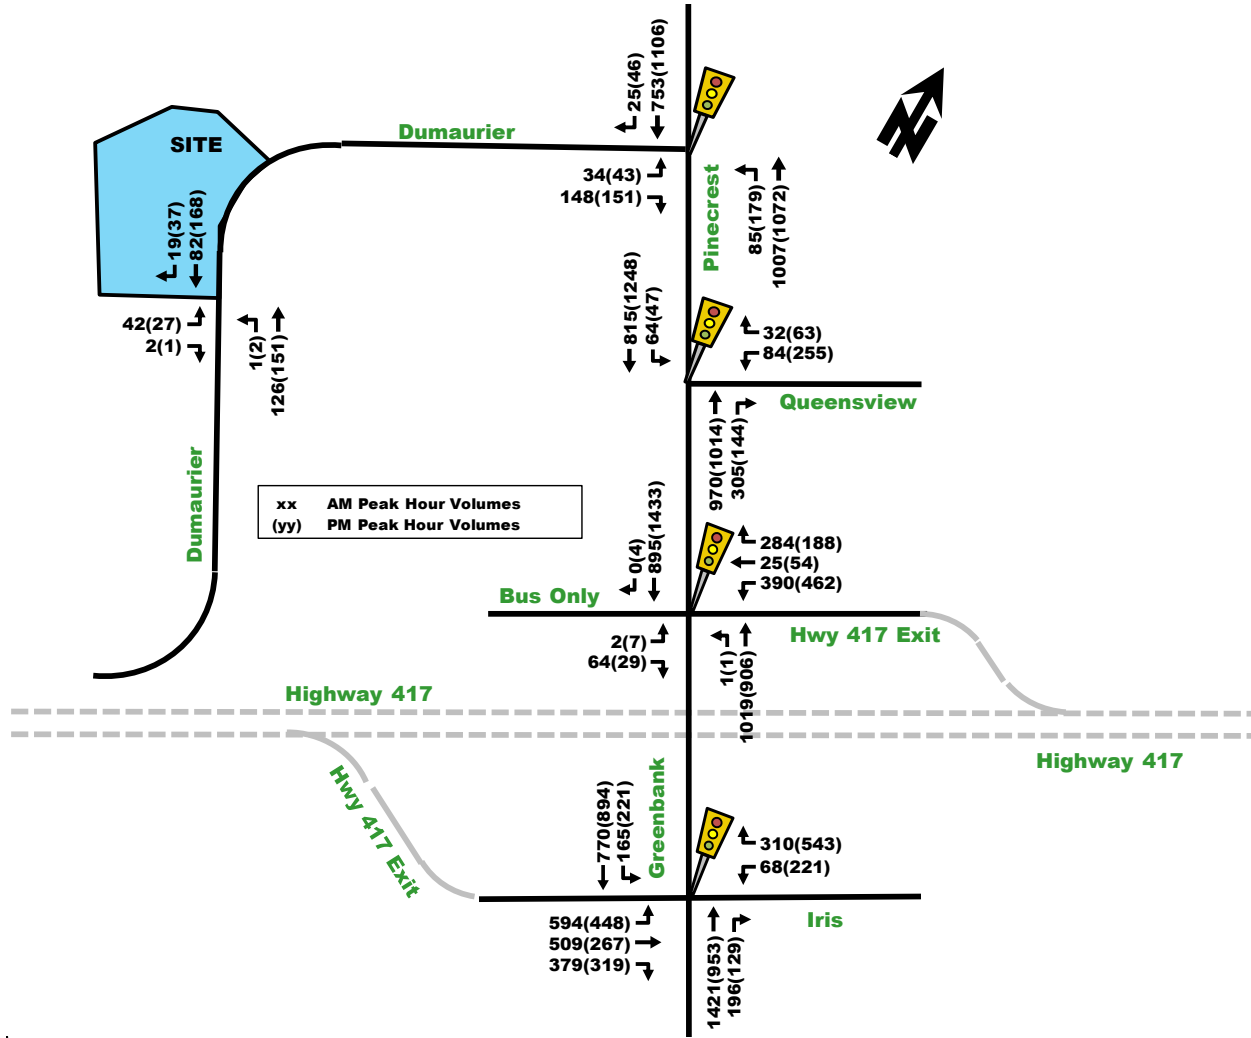 25(46)
753(1106)
Dumaurier
SITE
34(43)
148(151)
Pinecrest
85(179)
1007(1072)
19(37)
82(168)
42(27)
2(1)
1(2)
126(151)
815(1248)
64(47)
32(63)
84(255)
Queensview
970(1014)
305(144)
Dumaurier
xx AM Peak Hour Volumes
(yy) PM Peak Hour Volumes
0(4)
895(1433)
284(188)
25(54)
390(462)
Bus Only
Hwy 417 Exit
2(7)
64(29)
1(1)
1019(906)
Highway 417
Highway 417
Hwy 417 Exit
Greenbank
770(894)
165(221)
310(543)
68(221)
Iris
594(448)
509(267)
379(319)
1421(953)
196(129)
N